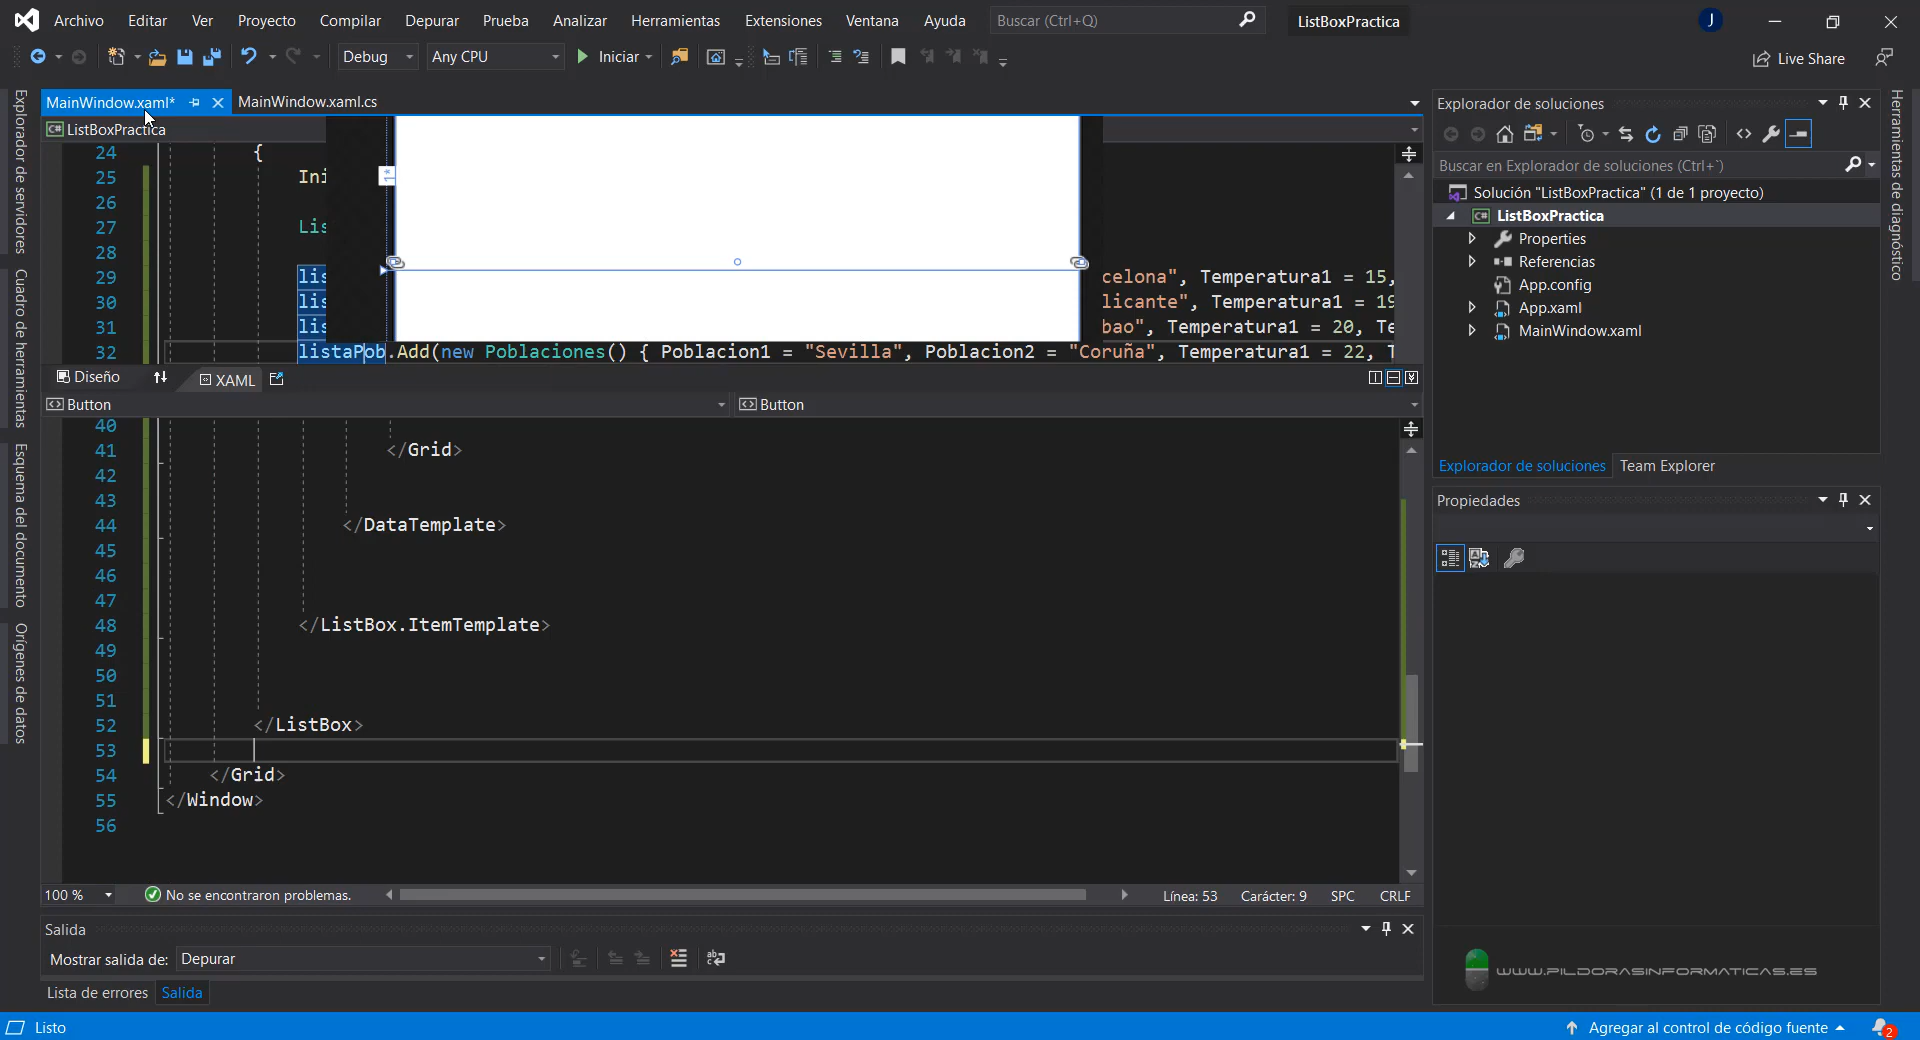 Archivo Editar Ver Proyecto Compilar Depurar Prueba Analizar Herramientas Extensiones Ventana Ayuda Buscar (Ctrl+Q) ListBoxPractica J
Debug Any CPU Iniciar Live Share
MainWindow.xaml* MainWindow.xaml.cs
ListBoxPractica
24 {
25 Ini
26
27 Lis
28
29 lis celona", Temperatura1 = 15,
30 lis licante", Temperatura1 = 19
31 lis bao", Temperatura1 = 20, Te
32 listaPob.Add(new Poblaciones() { Poblacion1 = "Sevilla", Poblacion2 = "Coruña", Temperatura1 = 22, T
1*
Diseño XAML
Button Button
40
41 </Grid>
42
43
44 </DataTemplate>
45
46
47
48 </ListBox.ItemTemplate>
49
50
51
52 </ListBox>
53
54 </Grid>
55 </Window>
56
100 % No se encontraron problemas. Línea: 53 Carácter: 9 SPC CRLF
Salida
Mostrar salida de: Depurar
Lista de errores Salida
Listo Agregar al control de código fuente 2
Explorador de servidores
Cuadro de herramientas
Esquema del documento
Orígenes de datos
Explorador de soluciones
Buscar en Explorador de soluciones (Ctrl+`)
Solución "ListBoxPractica" (1 de 1 proyecto)
ListBoxPractica
Properties
Referencias
App.config
App.xaml
MainWindow.xaml
Explorador de soluciones Team Explorer
Propiedades
WWW.PILDORASINFORMATICAS.ES
Herramientas de diagnóstico